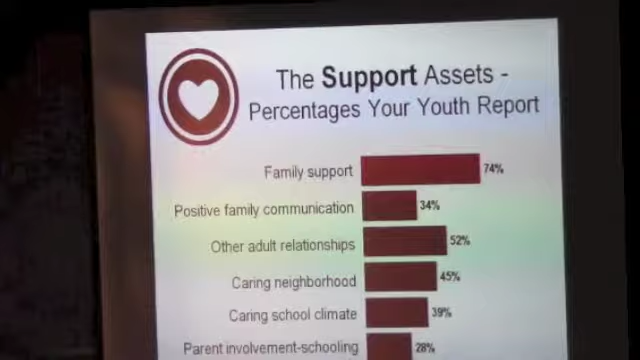 The Support Assets -
Percentages Your Youth Report
Family support 74%
Positive family communication 34%
Other adult relationships 52%
Caring neighborhood 45%
Caring school climate 39%
Parent involvement-schooling 28%